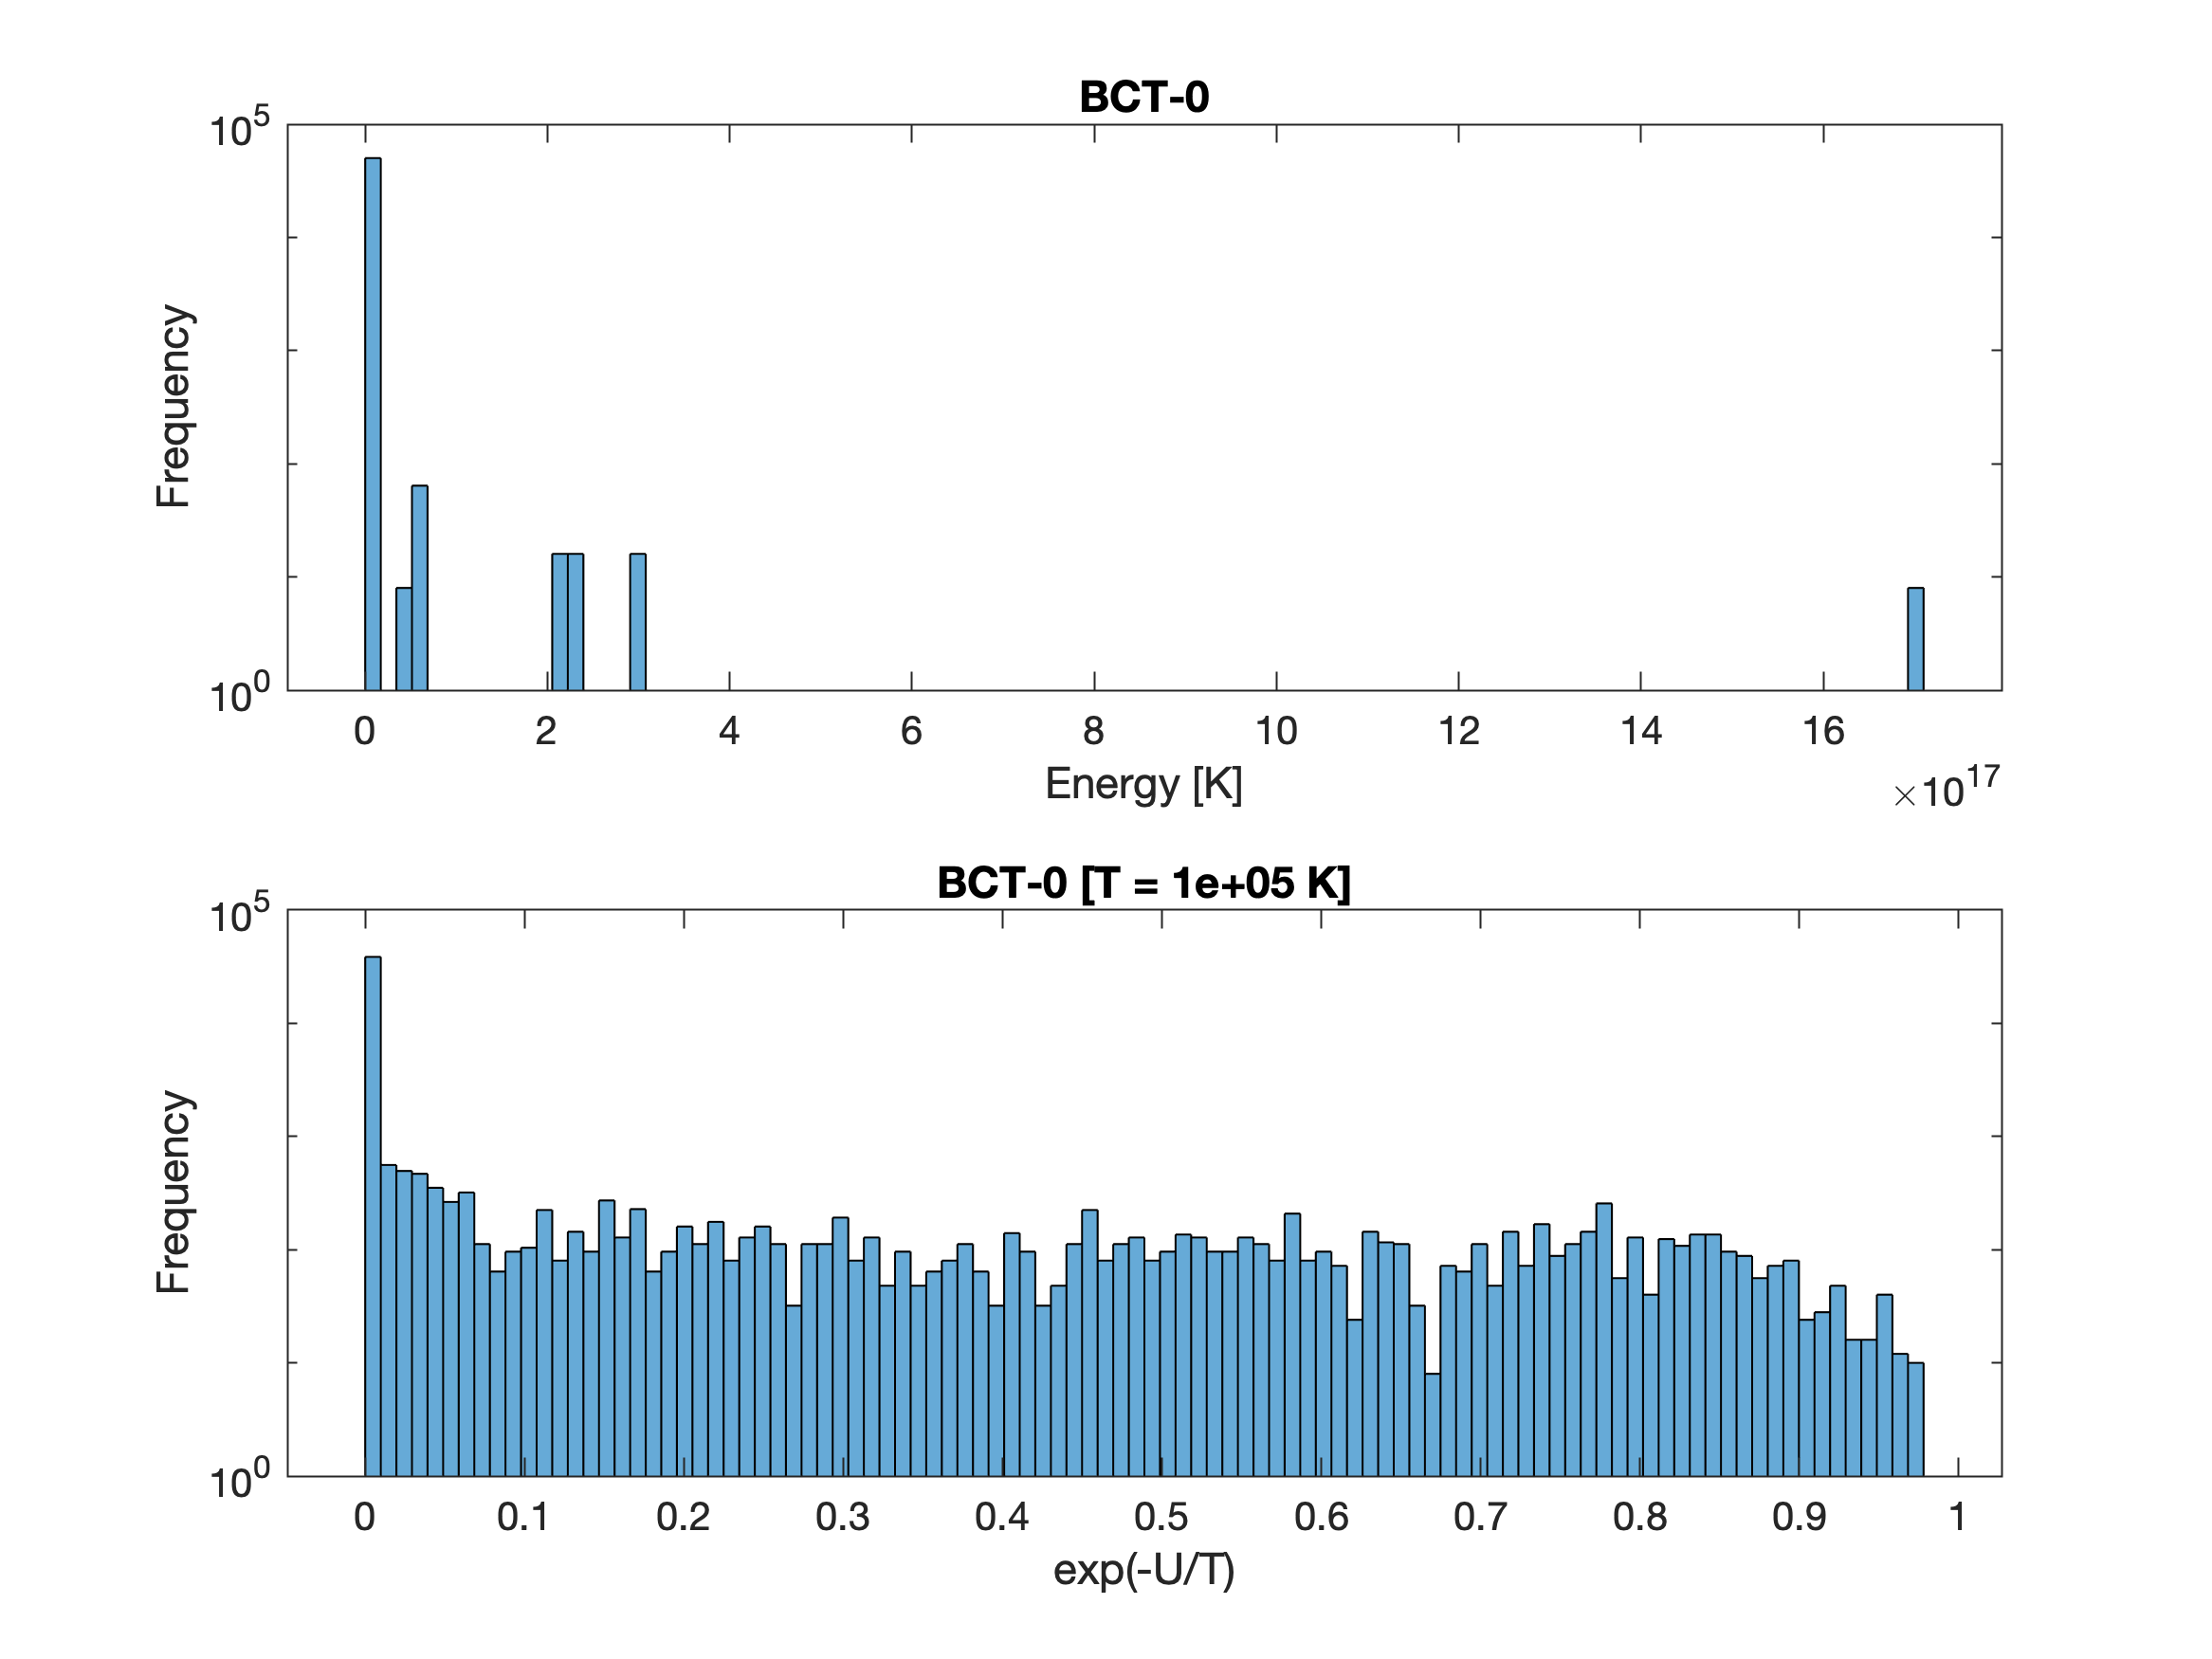 BCT-0
10^5
Frequency
10^0
0 2 4 6 8 10 12 14 16
Energy [K]
×10^17
BCT-0 [T = 1e+05 K]
10^5
Frequency
10^0
0 0.1 0.2 0.3 0.4 0.5 0.6 0.7 0.8 0.9 1
exp(-U/T)